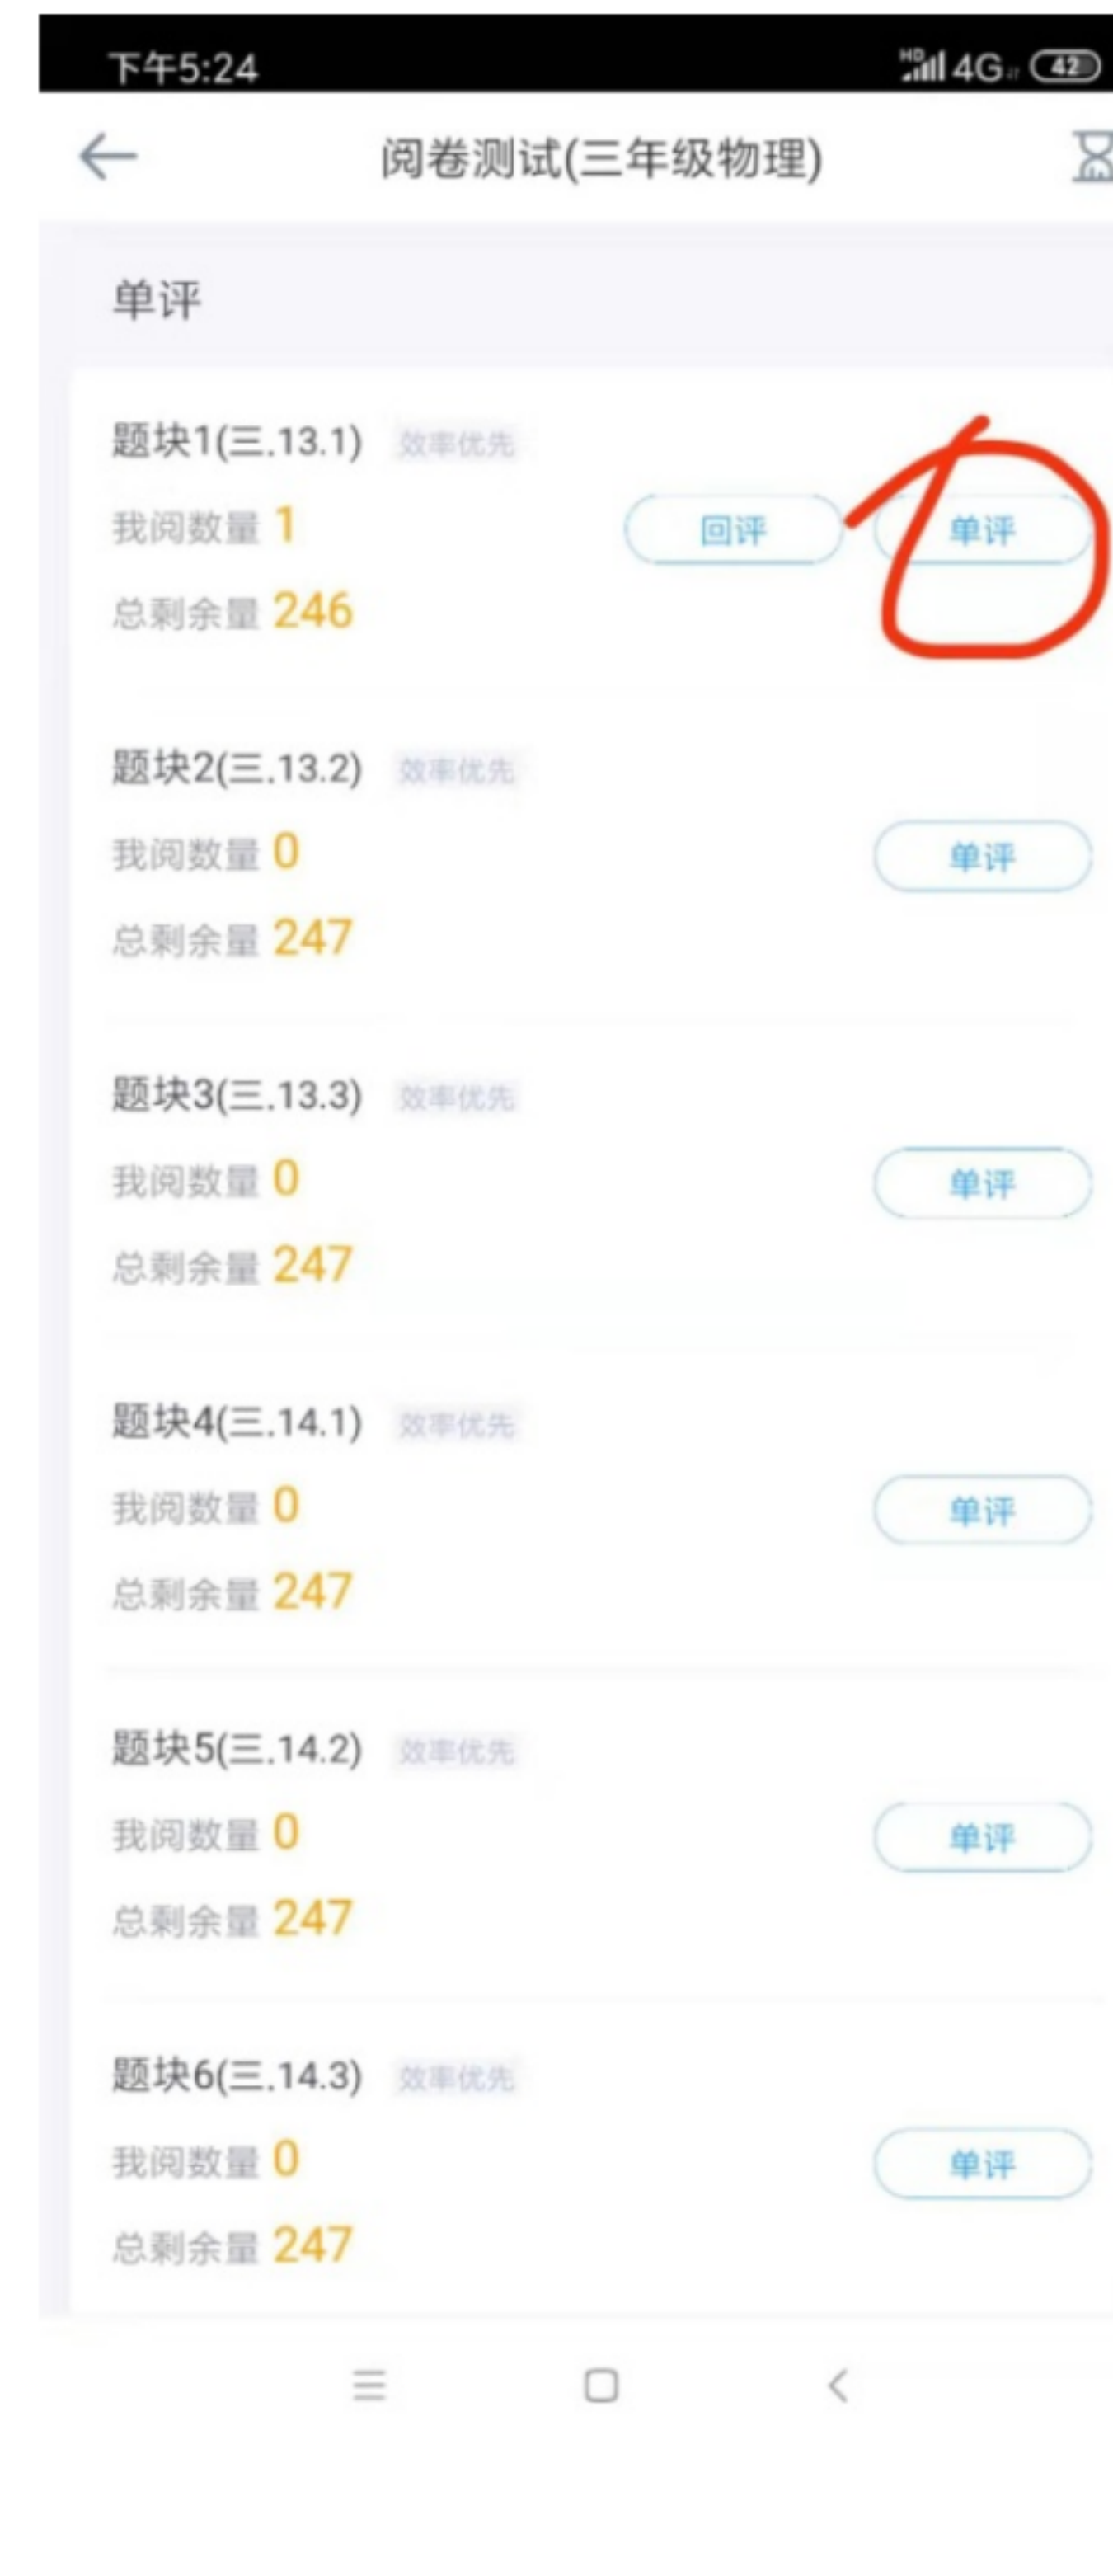 下午5:24 HD 4G 42
阅卷测试(三年级物理)
单评
题块1(三.13.1) 效率优先
我阅数量 1 回评 单评
总剩余量 246
题块2(三.13.2) 效率优先
我阅数量 0 单评
总剩余量 247
题块3(三.13.3) 效率优先
我阅数量 0 单评
总剩余量 247
题块4(三.14.1) 效率优先
我阅数量 0 单评
总剩余量 247
题块5(三.14.2) 效率优先
我阅数量 0 单评
总剩余量 247
题块6(三.14.3) 效率优先
我阅数量 0 单评
总剩余量 247